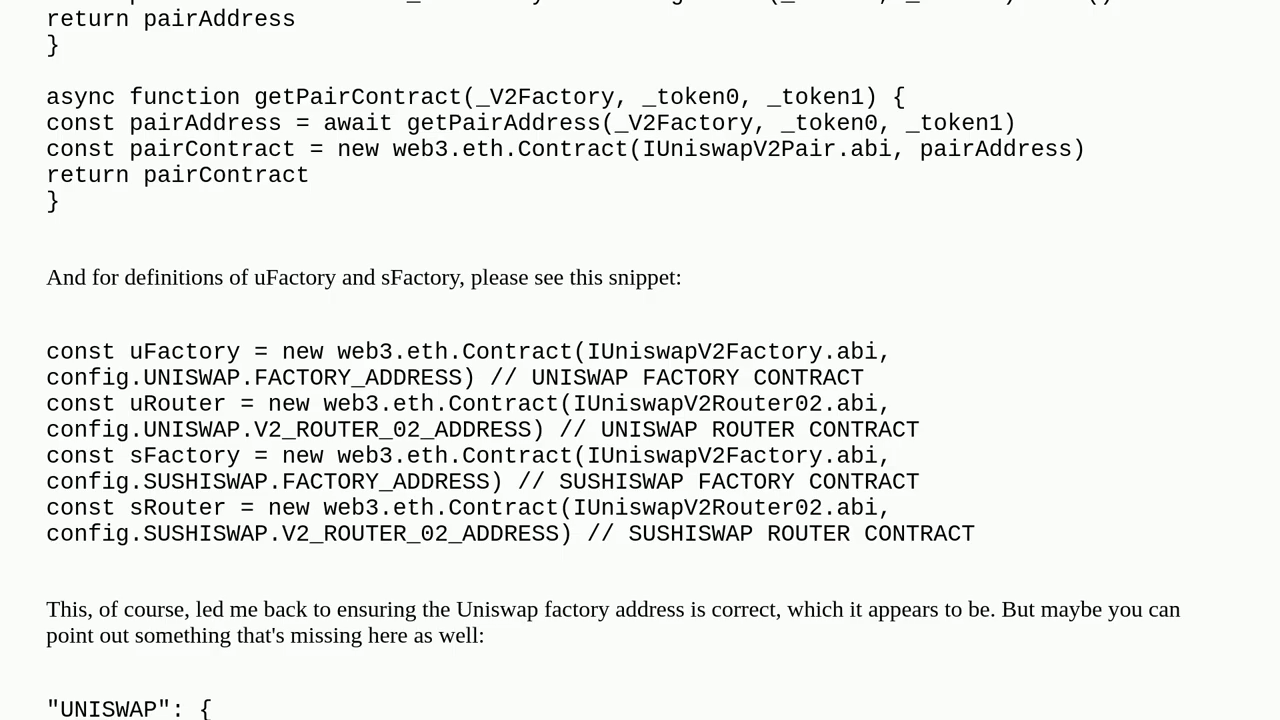 return pairAddress
}
async function getPairContract(_V2Factory, _token0, _token1) {
const pairAddress = await getPairAddress(_V2Factory, _token0, _token1)
const pairContract = new web3.eth.Contract(IUniswapV2Pair.abi, pairAddress)
return pairContract
}
And for definitions of uFactory and sFactory, please see this snippet:
const uFactory = new web3.eth.Contract(IUniswapV2Factory.abi,
config.UNISWAP.FACTORY_ADDRESS) // UNISWAP FACTORY CONTRACT
const uRouter = new web3.eth.Contract(IUniswapV2Router02.abi,
config.UNISWAP.V2_ROUTER_02_ADDRESS) // UNISWAP ROUTER CONTRACT
const sFactory = new web3.eth.Contract(IUniswapV2Factory.abi,
config.SUSHISWAP.FACTORY_ADDRESS) // SUSHISWAP FACTORY CONTRACT
const sRouter = new web3.eth.Contract(IUniswapV2Router02.abi,
config.SUSHISWAP.V2_ROUTER_02_ADDRESS) // SUSHISWAP ROUTER CONTRACT
This, of course, led me back to ensuring the Uniswap factory address is correct, which it appears to be. But maybe you can
point out something that's missing here as well:
"UNISWAP": {